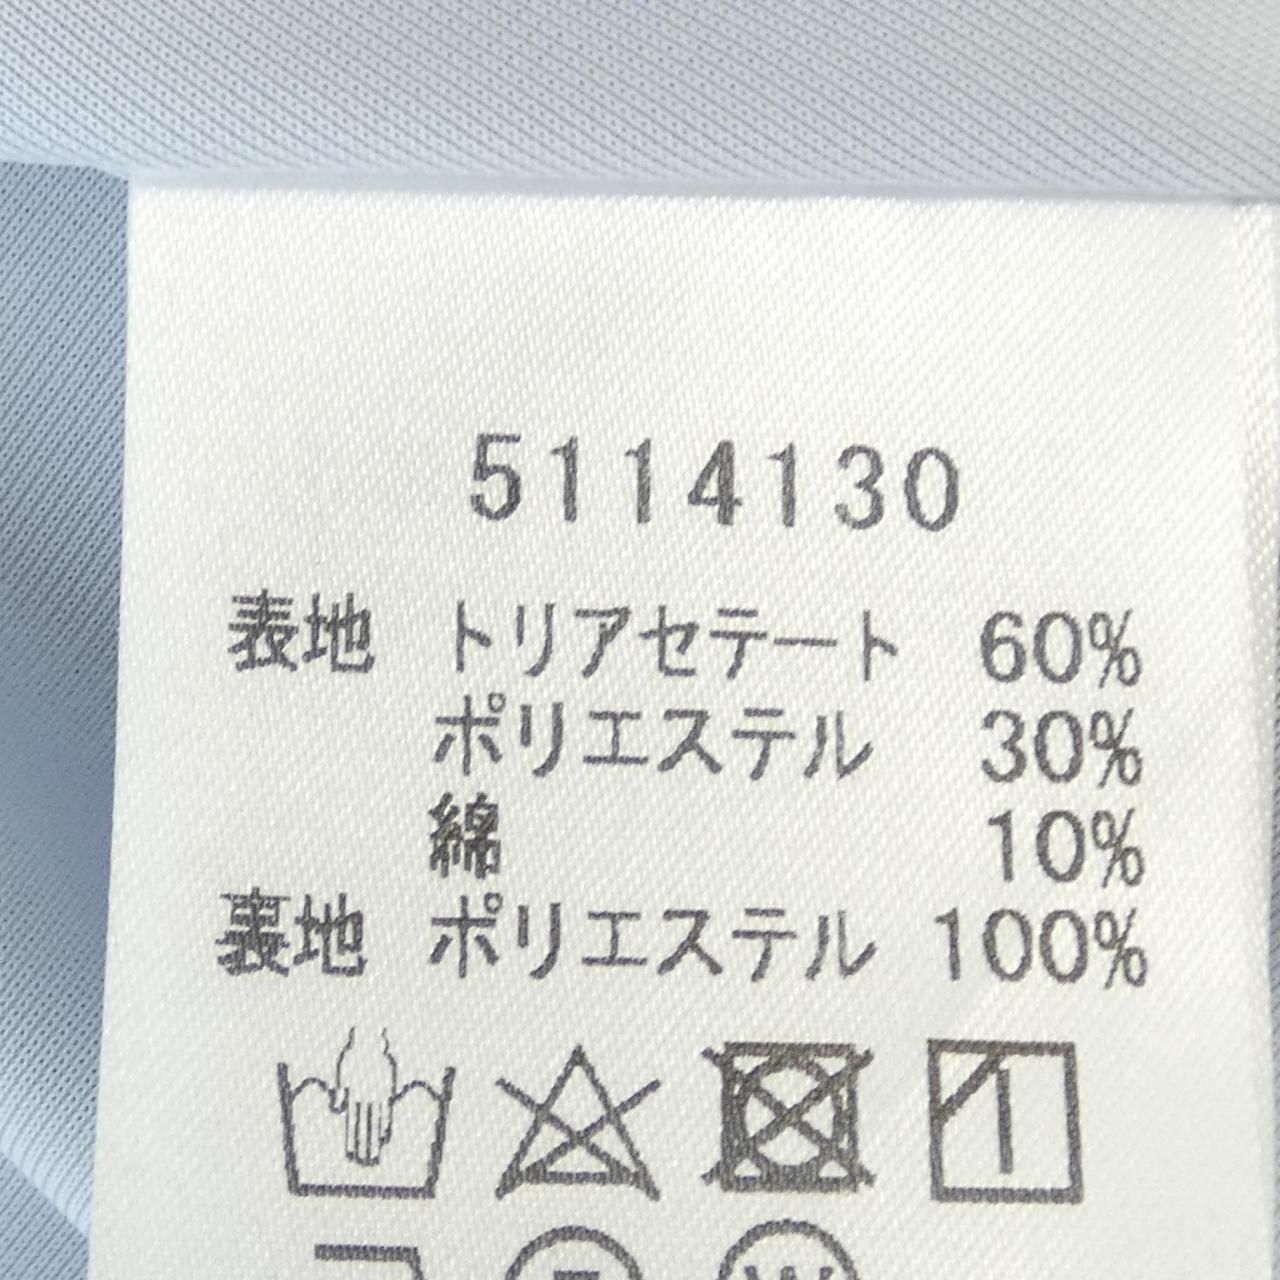 5114130
表地 トリアセテート 60%
ポリエステル 30%
綿 10%
裏地 ポリエステル 100%